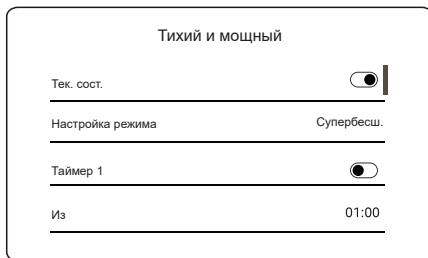 Тихий и мощный
Тек. сост.
Настройка режима Супербесш.
Таймер 1
Из 01:00